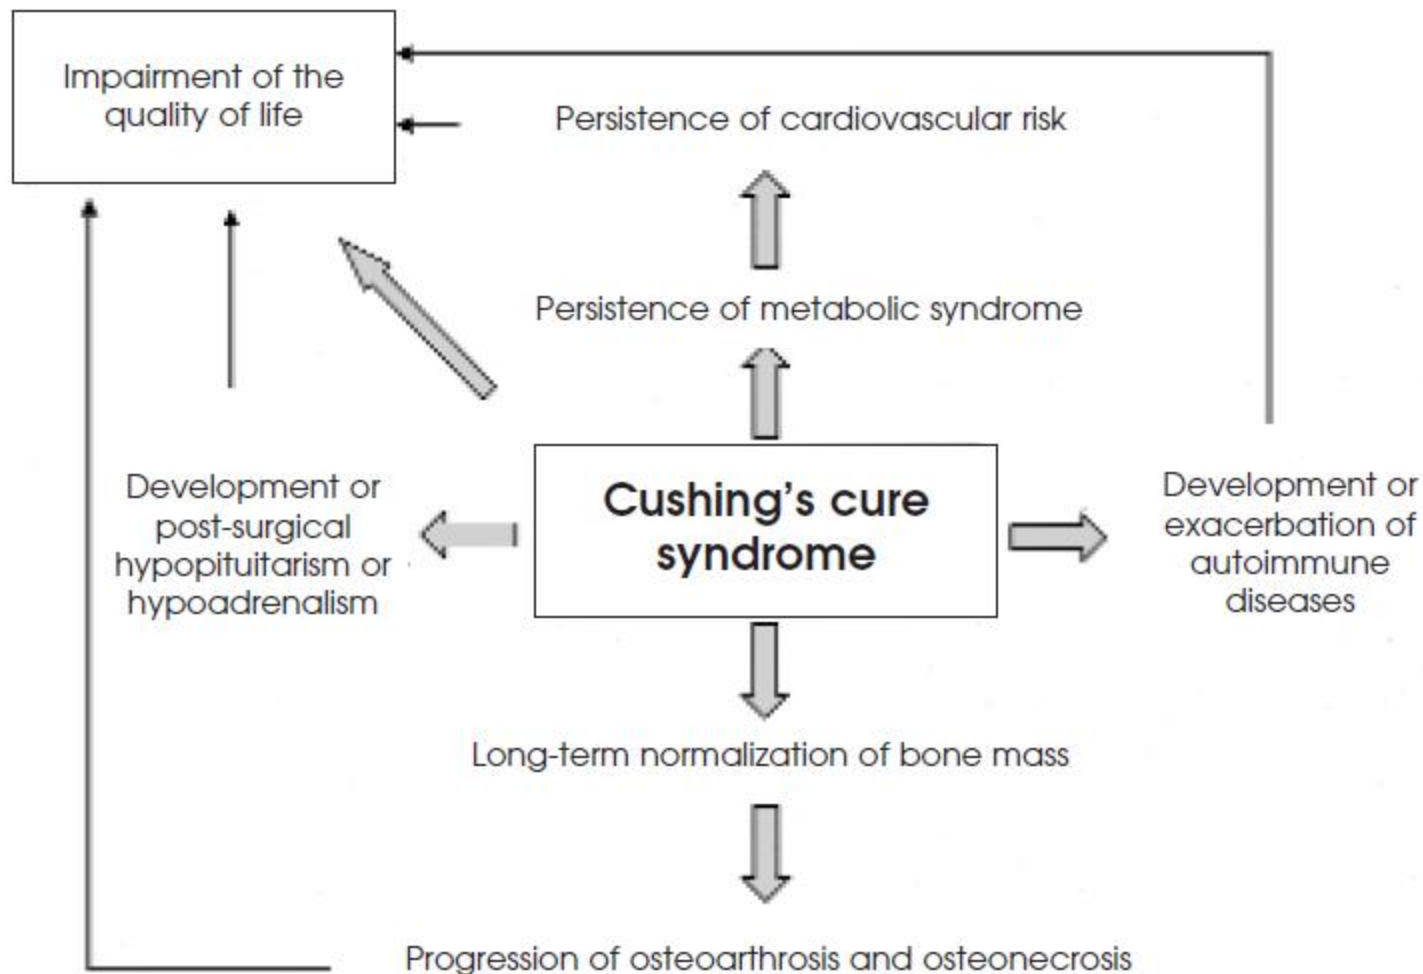 Impairment of the
quality of life
Persistence of cardiovascular risk
Persistence of metabolic syndrome
Cushing's cure
syndrome
Development or
post-surgical
hypopituitarism or
hypoadrenalism
Development or
exacerbation of
autoimmune
diseases
Long-term normalization of bone mass
Progression of osteoarthrosis and osteonecrosis